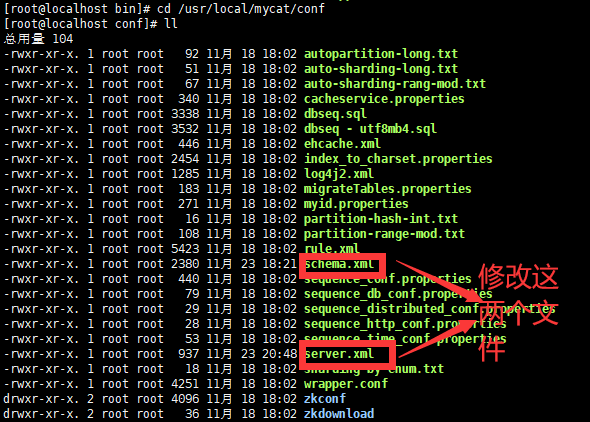 [root@localhost bin]# cd /usr/local/mycat/conf
[root@localhost conf]# ll
总用量 104
-rwxr-xr-x. 1 root root   92 11月 18 18:02 autopartition-long.txt
-rwxr-xr-x. 1 root root   51 11月 18 18:02 auto-sharding-long.txt
-rwxr-xr-x. 1 root root   67 11月 18 18:02 auto-sharding-rang-mod.txt
-rwxr-xr-x. 1 root root  340 11月 18 18:02 cacheservice.properties
-rwxr-xr-x. 1 root root 3338 11月 18 18:02 dbseq.sql
-rwxr-xr-x. 1 root root 3532 11月 18 18:02 dbseq - utf8mb4.sql
-rwxr-xr-x. 1 root root  446 11月 18 18:02 ehcache.xml
-rwxr-xr-x. 1 root root 2454 11月 18 18:02 index_to_charset.properties
-rwxr-xr-x. 1 root root 1285 11月 18 18:02 log4j2.xml
-rwxr-xr-x. 1 root root  183 11月 18 18:02 migrateTables.properties
-rwxr-xr-x. 1 root root  271 11月 18 18:02 myid.properties
-rwxr-xr-x. 1 root root   16 11月 18 18:02 partition-hash-int.txt
-rwxr-xr-x. 1 root root  108 11月 18 18:02 partition-range-mod.txt
-rwxr-xr-x. 1 root root 5423 11月 18 18:02 rule.xml
-rwxr-xr-x. 1 root root 2380 11月 23 18:21 schema.xml
-rwxr-xr-x. 1 root root  440 11月 18 18:02 sequence_conf.properties
-rwxr-xr-x. 1 root root   79 11月 18 18:02 sequence_db_conf.properties
-rwxr-xr-x. 1 root root   29 11月 18 18:02 sequence_distributed_conf.properties
-rwxr-xr-x. 1 root root   28 11月 18 18:02 sequence_http_conf.properties
-rwxr-xr-x. 1 root root   53 11月 18 18:02 sequence_time_conf.properties
-rwxr-xr-x. 1 root root  937 11月 23 20:48 server.xml
-rwxr-xr-x. 1 root root   18 11月 18 18:02 sharding-by-enum.txt
-rwxr-xr-x. 1 root root 4251 11月 18 18:02 wrapper.conf
drwxr-xr-x. 2 root root 4096 11月 18 18:02 zkconf
drwxr-xr-x. 2 root root   36 11月 18 18:02 zkdownload
修改这
两个文
件